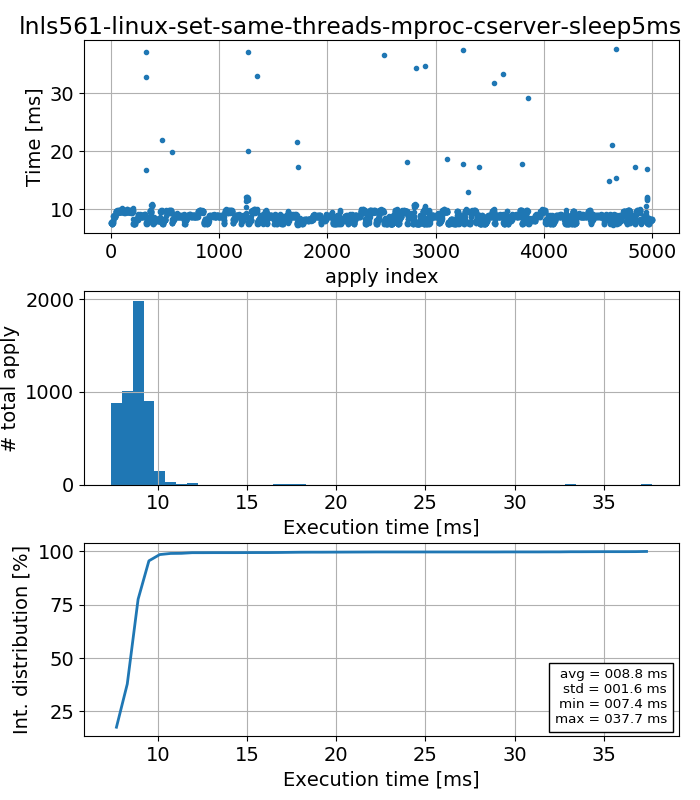 lnls561-linux-set-same-threads-mproc-cserver-sleep5ms
Time [ms]
30
20
10
0 1000 2000 3000 4000 5000
apply index
# total apply
2000
1000
0
10 15 20 25 30 35
Execution time [ms]
Int. distribution [%]
100
75
50
25
avg = 008.8 ms
std = 001.6 ms
min = 007.4 ms
max = 037.7 ms
10 15 20 25 30 35
Execution time [ms]